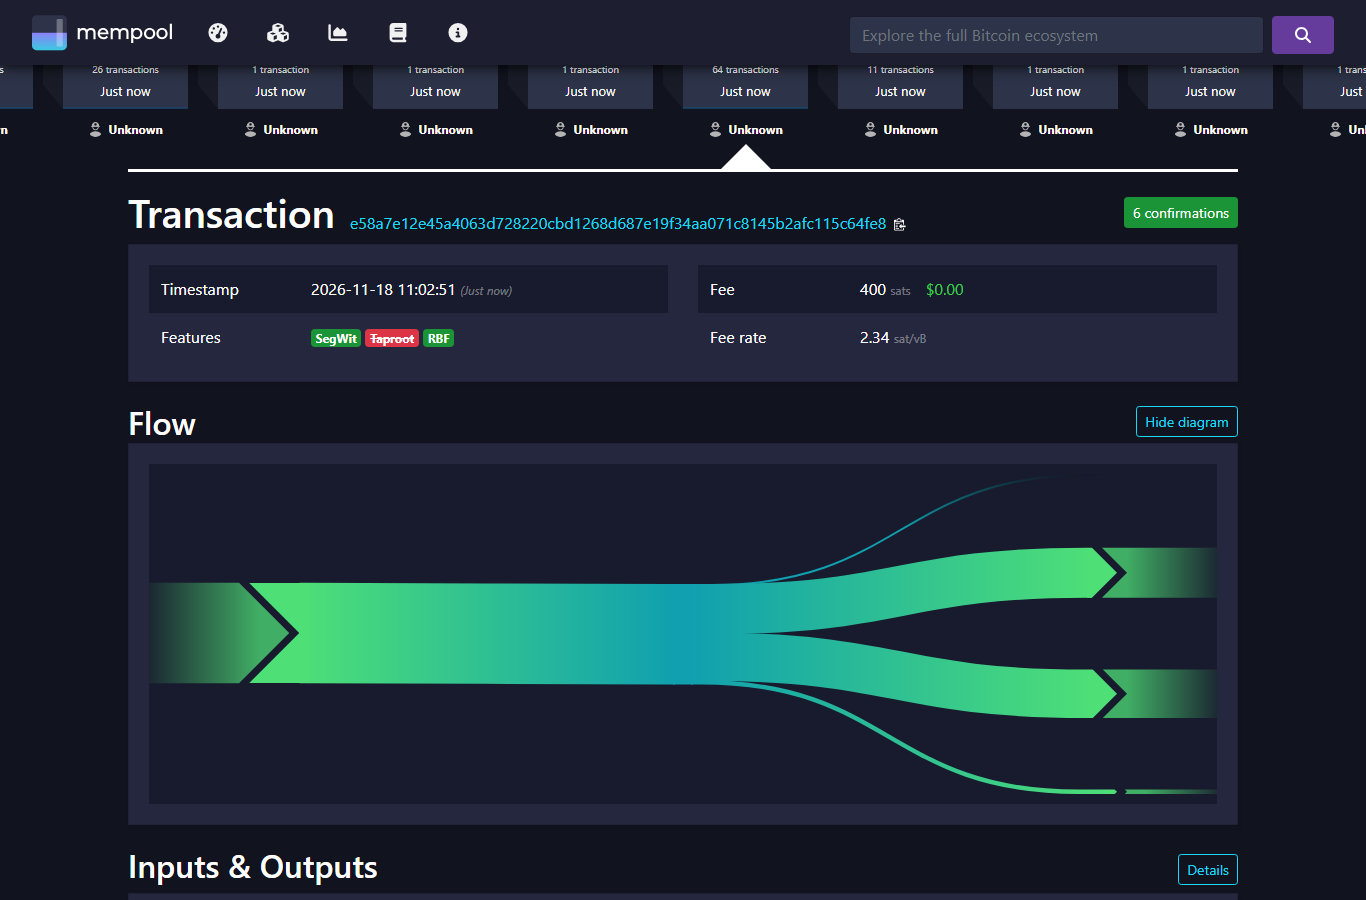 mempool
Explore the full Bitcoin ecosystem
26 transactions 1 transaction 1 transaction 1 transaction 64 transactions 11 transactions 1 transaction 1 transaction
Just now Just now Just now Just now Just now Just now Just now Just now Just
Unknown Unknown Unknown Unknown Unknown Unknown Unknown Unknown
Transaction e58a7e12e45a4063d728220cbd1268d687e19f34aa071c8145b2afc115c64fe8 6 confirmations
Timestamp 2026-11-18 11:02:51 (Just now) Fee 400 sats $0.00
Features SegWit Taproot RBF Fee rate 2.34 sat/vB
Flow Hide diagram
Inputs & Outputs Details